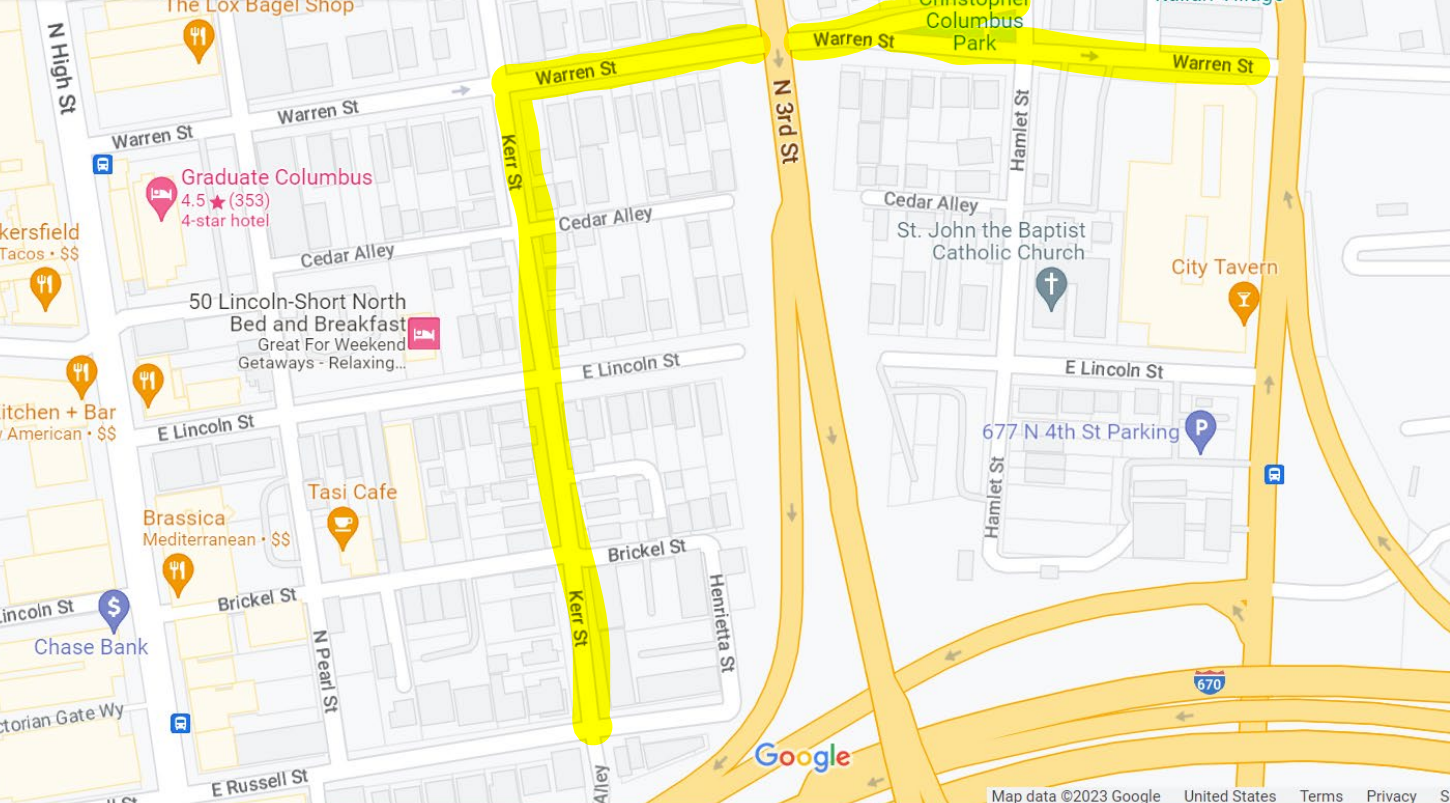 The Lox Bagel Shop
Christopher
Columbus
Park
N High St
Warren St
Warren St
Warren St
Warren St
Warren St
N 3rd St
Hamlet St
Kerr St
Graduate Columbus
4.5 ★ (353)
4-star hotel
Cedar Alley
Cedar Alley
Cedar Alley
St. John the Baptist
Catholic Church
City Tavern
kersfield
Tacos • $$
50 Lincoln-Short North
Bed and Breakfast
Great For Weekend
Getaways - Relaxing...
E Lincoln St
E Lincoln St
E Lincoln St
itchen + Bar
American • $$
677 N 4th St Parking
P
Hamlet St
Tasi Cafe
Brassica
Mediterranean • $$
Brickel St
Brickel St
Henrietta St
Kerr St
incoln St
$
Chase Bank
N Pearl St
670
ctorian Gate Wy
E Russell St
Alley
Google
Map data ©2023 Google United States Terms Privacy S